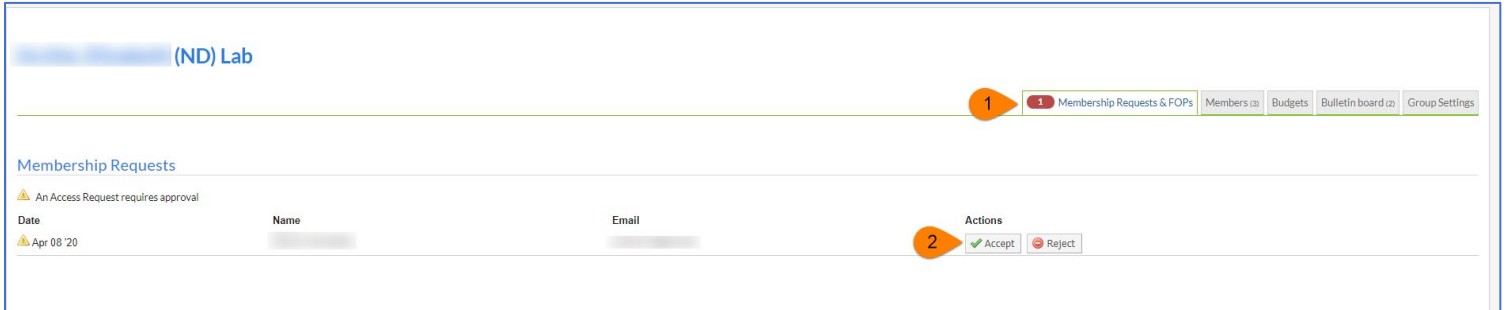 (ND) Lab
1
1 Membership Requests & FOPs Members (3) Budgets Bulletin board (2) Group Settings
Membership Requests
An Access Request requires approval
Date Name Email Actions
Apr 08 '20 2 Accept Reject